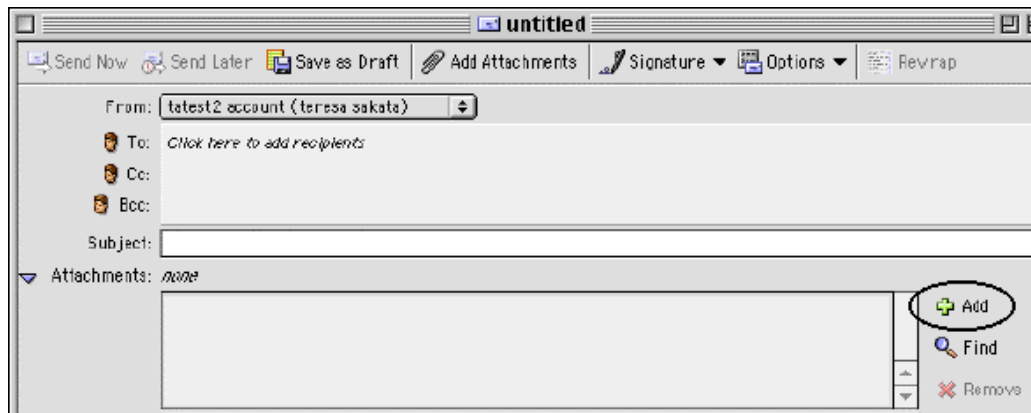 untitled
Send Now Send Later Save as Draft Add Attachments Signature Options Rewrap
From: tatest2 account (teresa sakata)
To: Click here to add recipients
Cc:
Bcc:
Subject:
Attachments: none
Add
Find
Remove